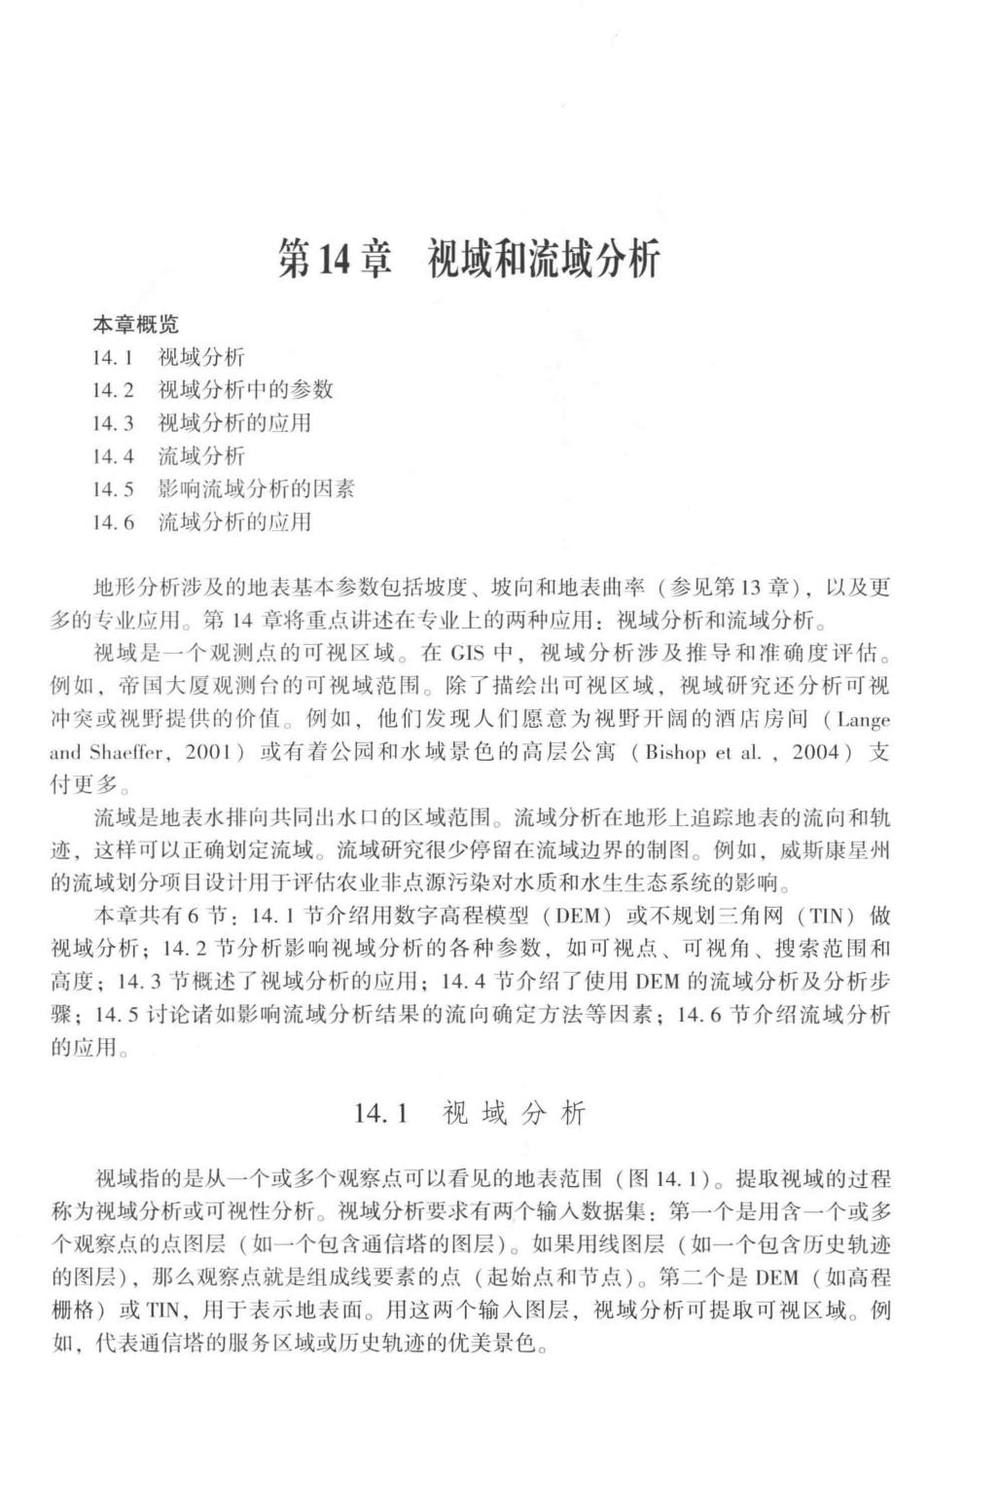 第14章 视域和流域分析
本章概览
14.1 视域分析
14.2 视域分析中的参数
14.3 视域分析的应用
14.4 流域分析
14.5 影响流域分析的因素
14.6 流域分析的应用
地形分析涉及的地表基本参数包括坡度、坡向和地表曲率（参见第13章），以及更
多的专业应用。第14章将重点讲述在专业上的两种应用：视域分析和流域分析。
视域是一个观测点的可视区域。在GIS中，视域分析涉及推导和准确度评估。
例如，帝国大厦观测台的可视域范围。除了描绘出可视区域，视域研究还分析可视
冲突或视野提供的价值。例如，他们发现人们愿意为视野开阔的酒店房间（Lange
and Shaeffer，2001）或有着公园和水域景色的高层公寓（Bishop et al.，2004）支
付更多。
流域是地表水排向共同出水口的区域范围。流域分析在地形上追踪地表的流向和轨
迹，这样可以正确划定流域。流域研究很少停留在流域边界的制图。例如，威斯康星州
的流域划分项目设计用于评估农业非点源污染对水质和水生生态系统的影响。
本章共有6节：14.1节介绍用数字高程模型（DEM）或不规划三角网（TIN）做
视域分析；14.2节分析影响视域分析的各种参数，如可视点、可视角、搜索范围和
高度；14.3节概述了视域分析的应用；14.4节介绍了使用DEM的流域分析及分析步
骤；14.5讨论诸如影响流域分析结果的流向确定方法等因素；14.6节介绍流域分析
的应用。
14.1 视域分析
视域指的是从一个或多个观察点可以看见的地表范围（图14.1）。提取视域的过程
称为视域分析或可视性分析。视域分析要求有两个输入数据集：第一个是用含一个或多
个观察点的点图层（如一个包含通信塔的图层）。如果用线图层（如一个包含历史轨迹
的图层），那么观察点就是组成线要素的点（起始点和节点）。第二个是DEM（如高程
栅格）或TIN，用于表示地表面。用这两个输入图层，视域分析可提取可视区域。例
如，代表通信塔的服务区域或历史轨迹的优美景色。